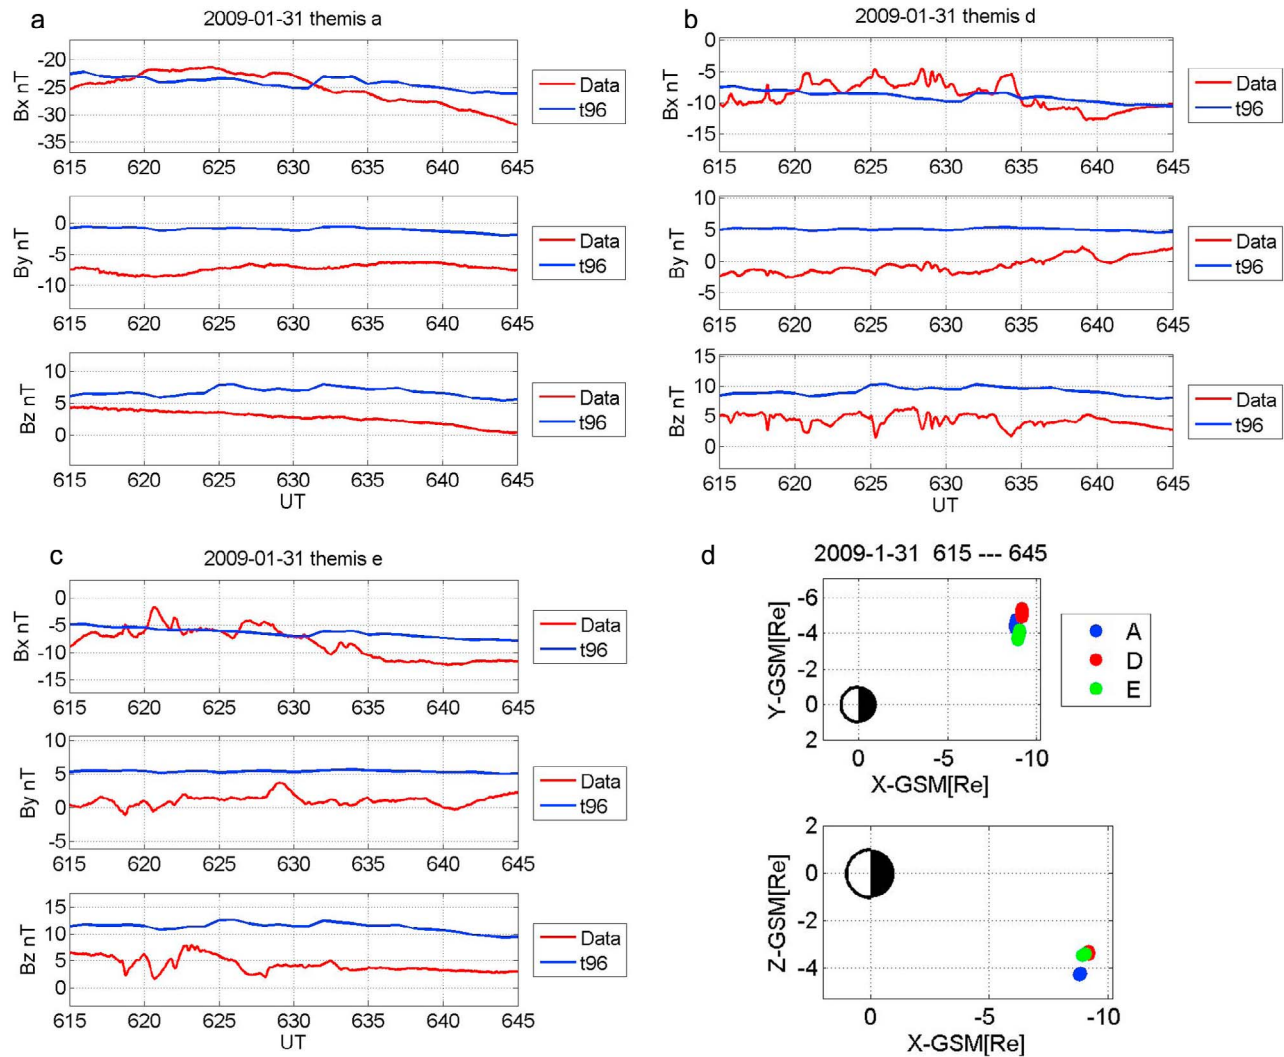 a
2009-01-31 themis a
Bx nT
-20
-25
-30
-35
615 620 625 630 635 640 645
Data
t96
By nT
0
-5
-10
615 620 625 630 635 640 645
Data
t96
Bz nT
10
5
0
615 620 625 630 635 640 645
UT
Data
t96
b
2009-01-31 themis d
Bx nT
0
-5
-10
-15
615 620 625 630 635 640 645
Data
t96
By nT
10
5
0
-5
615 620 625 630 635 640 645
Data
t96
Bz nT
15
10
5
0
615 620 625 630 635 640 645
UT
Data
t96
c
2009-01-31 themis e
Bx nT
0
-5
-10
-15
615 620 625 630 635 640 645
Data
t96
By nT
10
5
0
-5
615 620 625 630 635 640 645
Data
t96
Bz nT
15
10
5
0
615 620 625 630 635 640 645
UT
Data
t96
d
2009-1-31 615 --- 645
Y-GSM[Re]
-6
-4
-2
0
2
0 -5 -10
X-GSM[Re]
A
D
E
Z-GSM[Re]
2
0
-2
-4
0 -5 -10
X-GSM[Re]